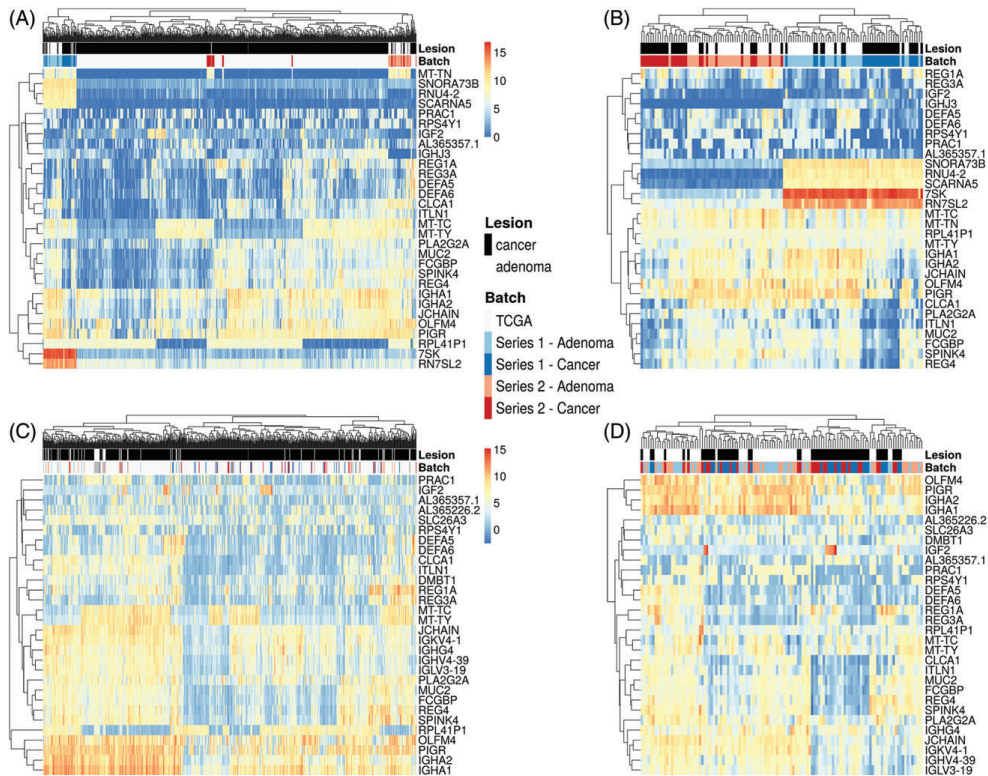 (A)
Lesion
Batch
MT-TN
SNORA73B
RNU4-2
SCARNA5
PRAC1
RPS4Y1
IGF2
AL365357.1
IGHJ3
REG1A
REG3A
DEFA5
DEFA6
CLCA1
ITLN1
MT-TC
MT-TY
PLA2G2A
MUC2
FCGBP
SPINK4
REG4
IGHA1
IGHA2
JCHAIN
OLFM4
PIGR
RPL41P1
7SK
RN7SL2
15
10
5
0
Lesion
cancer
adenoma
Batch
TCGA
Series 1 - Adenoma
Series 1 - Cancer
Series 2 - Adenoma
Series 2 - Cancer
(B)
Lesion
Batch
REG1A
REG3A
IGF2
IGHJ3
DEFA5
DEFA6
RPS4Y1
PRAC1
AL365357.1
SNORA73B
RNU4-2
SCARNA5
7SK
RN7SL2
MT-TC
MT-TN
RPL41P1
MT-TY
IGHA1
IGHA2
JCHAIN
OLFM4
PIGR
CLCA1
PLA2G2A
ITLN1
MUC2
FCGBP
SPINK4
REG4
(C)
Lesion
Batch
PRAC1
IGF2
AL365357.1
AL365226.2
SLC26A3
RPS4Y1
DEFA5
DEFA6
CLCA1
ITLN1
DMBT1
REG1A
REG3A
MT-TC
MT-TY
JCHAIN
IGKV4-1
IGHG4
IGHV4-39
IGLV3-19
PLA2G2A
MUC2
FCGBP
REG4
SPINK4
RPL41P1
OLFM4
PIGR
IGHA2
IGHA1
15
10
5
0
(D)
Lesion
Batch
OLFM4
PIGR
IGHA2
IGHA1
AL365226.2
SLC26A3
DMBT1
IGF2
AL365357.1
PRAC1
RPS4Y1
DEFA5
DEFA6
REG1A
REG3A
RPL41P1
MT-TC
MT-TY
CLCA1
ITLN1
MUC2
FCGBP
REG4
SPINK4
PLA2G2A
IGHG4
JCHAIN
IGKV4-1
IGHV4-39
IGLV3-19